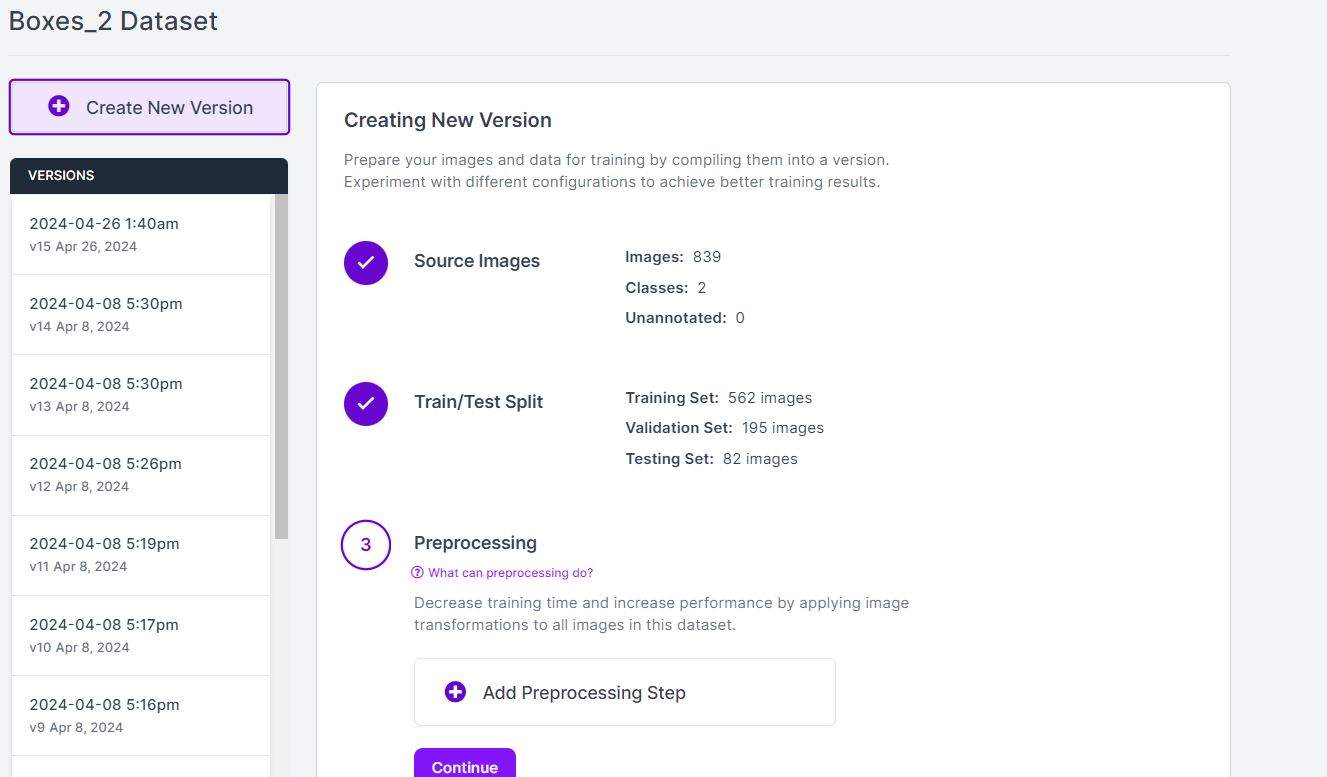 Boxes_2 Dataset
Create New Version
VERSIONS
2024-04-26 1:40am
v15 Apr 26, 2024
2024-04-08 5:30pm
v14 Apr 8, 2024
2024-04-08 5:30pm
v13 Apr 8, 2024
2024-04-08 5:26pm
v12 Apr 8, 2024
2024-04-08 5:19pm
v11 Apr 8, 2024
2024-04-08 5:17pm
v10 Apr 8, 2024
2024-04-08 5:16pm
v9 Apr 8, 2024
Creating New Version
Prepare your images and data for training by compiling them into a version.
Experiment with different configurations to achieve better training results.
Source Images
Images: 839
Classes: 2
Unannotated: 0
Train/Test Split
Training Set: 562 images
Validation Set: 195 images
Testing Set: 82 images
3
Preprocessing
? What can preprocessing do?
Decrease training time and increase performance by applying image
transformations to all images in this dataset.
Add Preprocessing Step
Continue